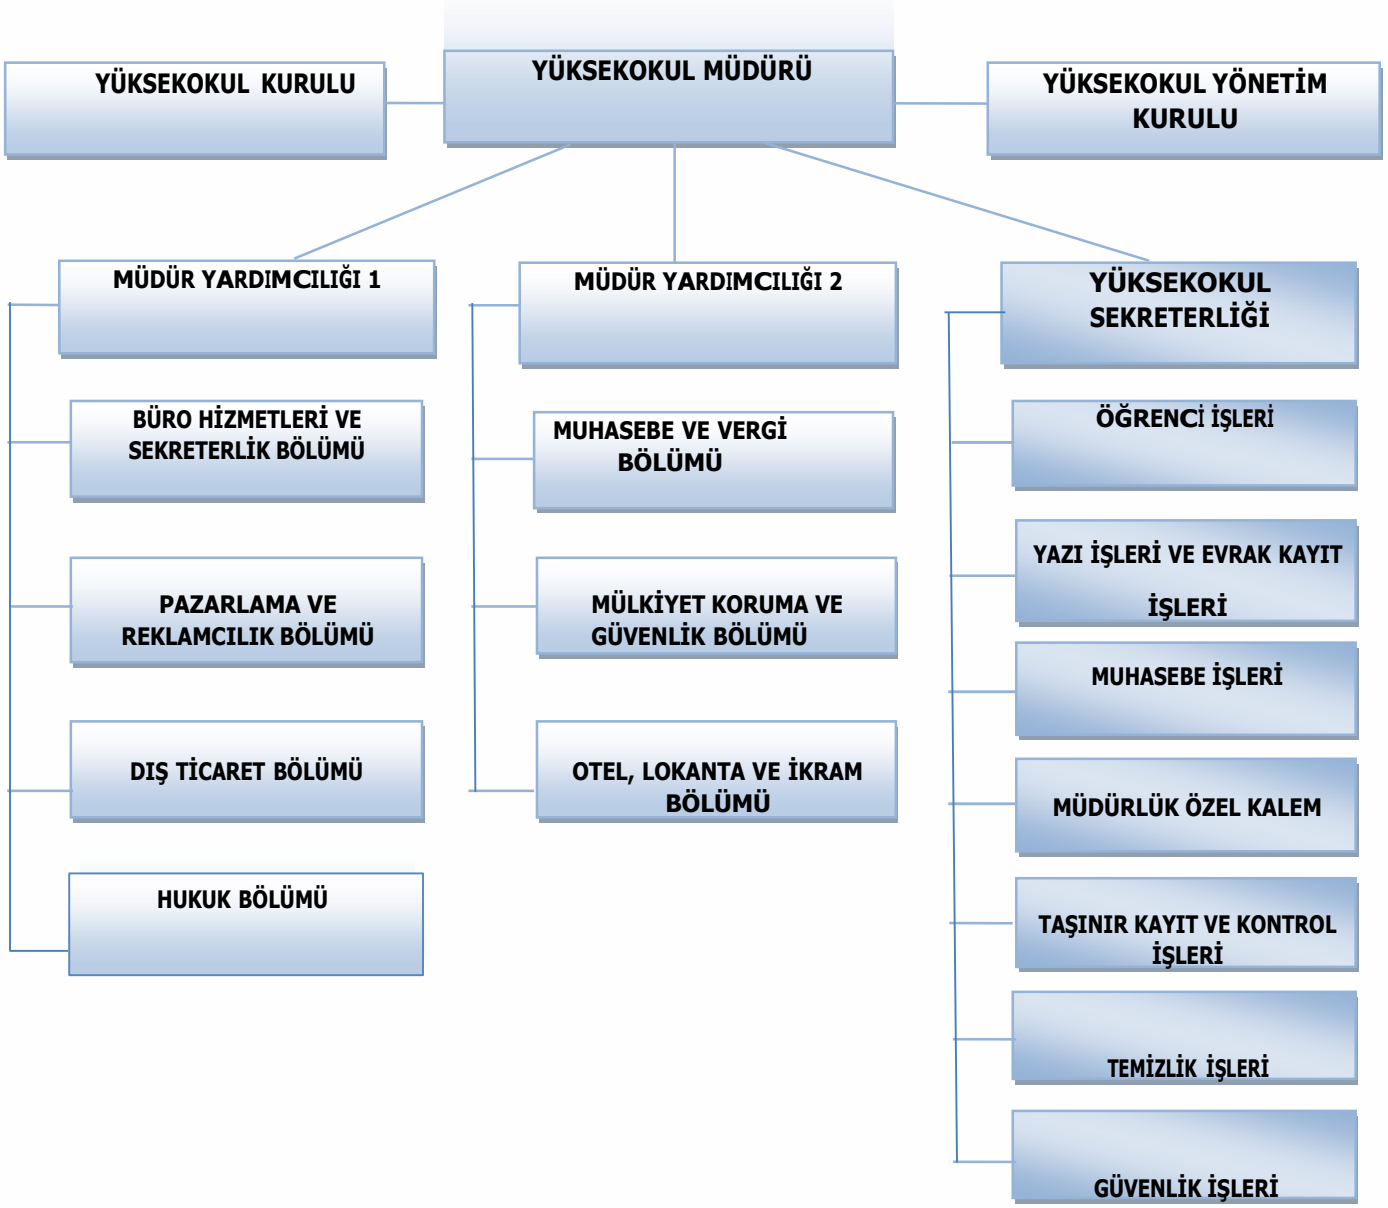 YÜKSEKOKUL KURULU
YÜKSEKOKUL MÜDÜRÜ
YÜKSEKOKUL YÖNETİM
KURULU
MÜDÜR YARDIMCILIĞI 1
BÜRO HİZMETLERİ VE
SEKRETERLİK BÖLÜMÜ
PAZARLAMA VE
REKLAMCILIK BÖLÜMÜ
DIŞ TİCARET BÖLÜMÜ
HUKUK BÖLÜMÜ
MÜDÜR YARDIMCILIĞI 2
MUHASEBE VE VERGİ
BÖLÜMÜ
MÜLKİYET KORUMA VE
GÜVENLİK BÖLÜMÜ
OTEL, LOKANTA VE İKRAM
BÖLÜMÜ
YÜKSEKOKUL
SEKRETERLİĞİ
ÖĞRENCİ İŞLERİ
YAZI İŞLERİ VE EVRAK KAYIT
İŞLERİ
MUHASEBE İŞLERİ
MÜDÜRLÜK ÖZEL KALEM
TAŞINIR KAYIT VE KONTROL
İŞLERİ
TEMİZLİK İŞLERİ
GÜVENLİK İŞLERİ